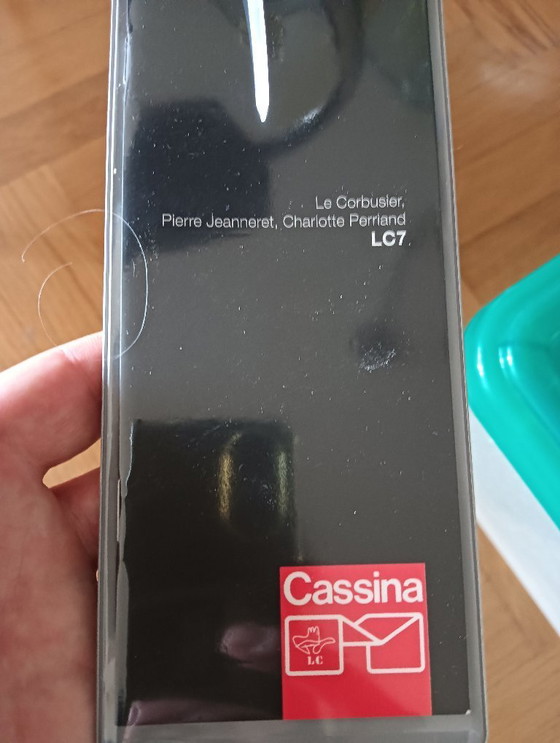 Le Corbusier,
Pierre Jeanneret, Charlotte Perriand
LC7
Cassina
LC